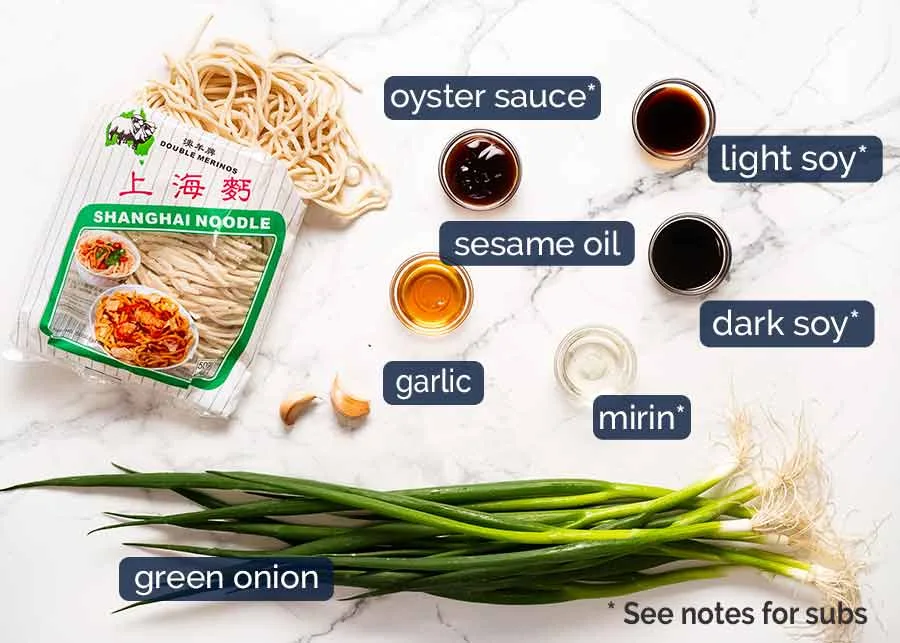 oyster sauce*
light soy*
DOUBLE MERINOS
上海麪
SHANGHAI NOODLE
sesame oil
dark soy*
garlic
mirin*
green onion
* See notes for subs